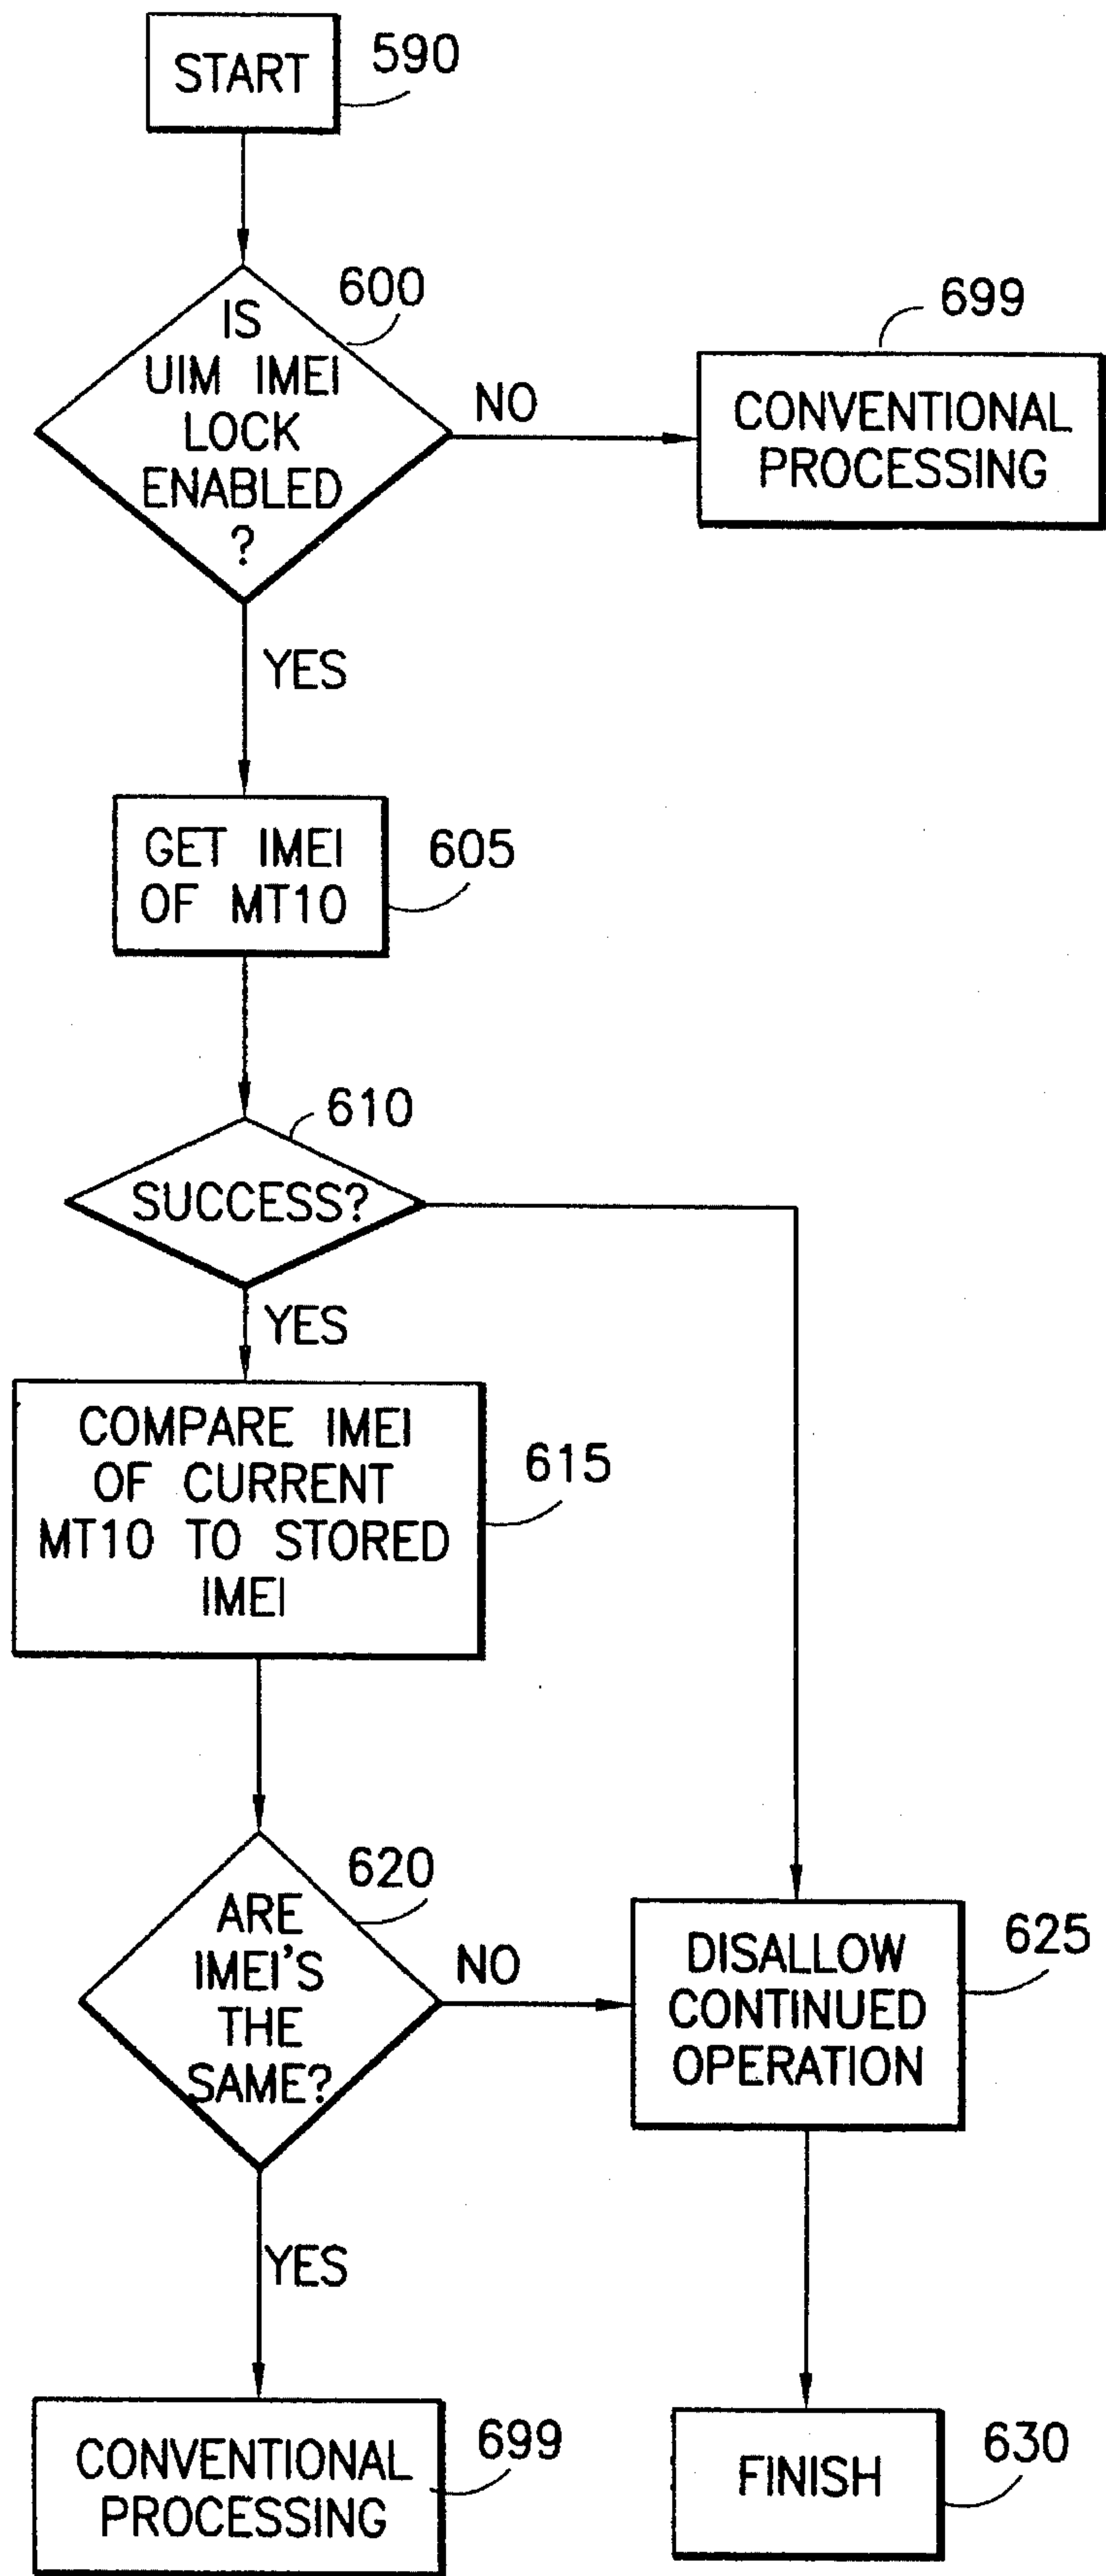 START
590
600
IS
UIM IMEI
LOCK
ENABLED
?
NO
699
CONVENTIONAL
PROCESSING
YES
GET IMEI
OF MT10
605
610
SUCCESS?
YES
COMPARE IMEI
OF CURRENT
MT10 TO STORED
IMEI
615
620
ARE
IMEI'S
THE
SAME?
NO
DISALLOW
CONTINUED
OPERATION
625
YES
CONVENTIONAL
PROCESSING
699
FINISH
630